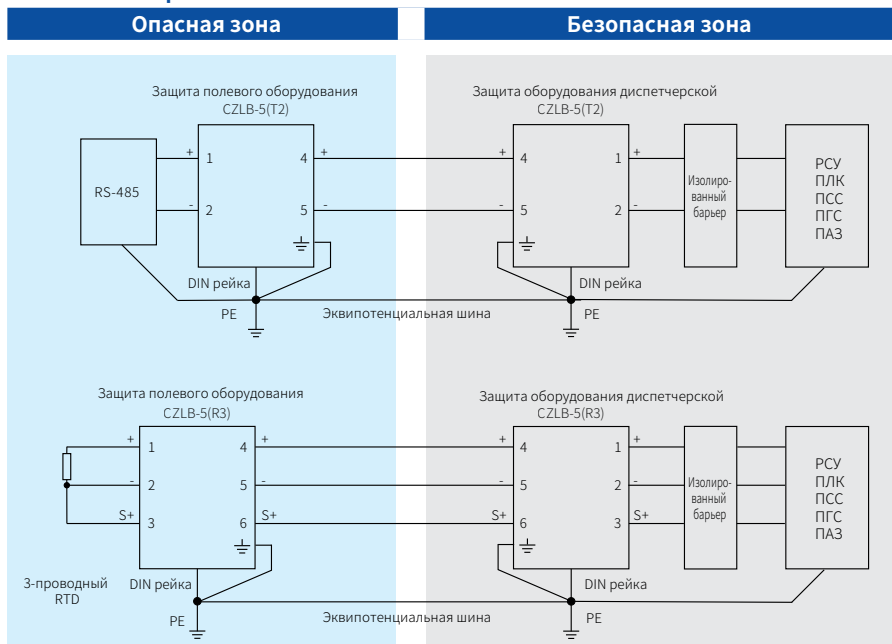 Опасная зона
Безопасная зона
Защита полевого оборудования
CZLB-5(T2)
Защита оборудования диспетчерской
CZLB-5(T2)
RS-485
+ 1 4 +
- 2 5 -
DIN рейка
PE
+ 4 1 +
- 5 2 -
DIN рейка
PE
Изолиро-
ванный
барьер
РСУ
ПЛК
ПСС
ПГС
ПАЗ
Эквипотенциальная шина
Защита полевого оборудования
CZLB-5(R3)
Защита оборудования диспетчерской
CZLB-5(R3)
+ 1 4 +
- 2 5 -
S+ 3 6 S+
3-проводный
RTD
DIN рейка
PE
+ 4 1 +
- 5 2 -
S+ 6 3 S+
DIN рейка
PE
Изолиро-
ванный
барьер
РСУ
ПЛК
ПСС
ПГС
ПАЗ
Эквипотенциальная шина